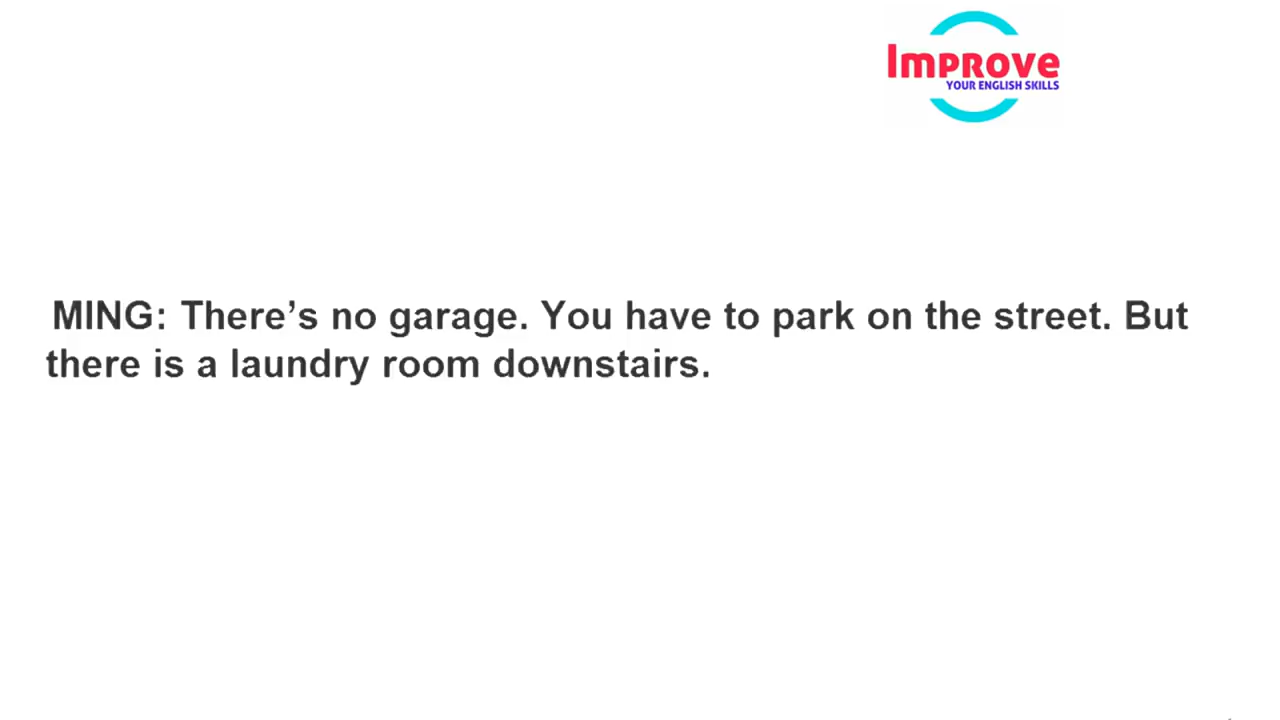 Improve
YOUR ENGLISH SKILLS
MING: There’s no garage. You have to park on the street. But
there is a laundry room downstairs.